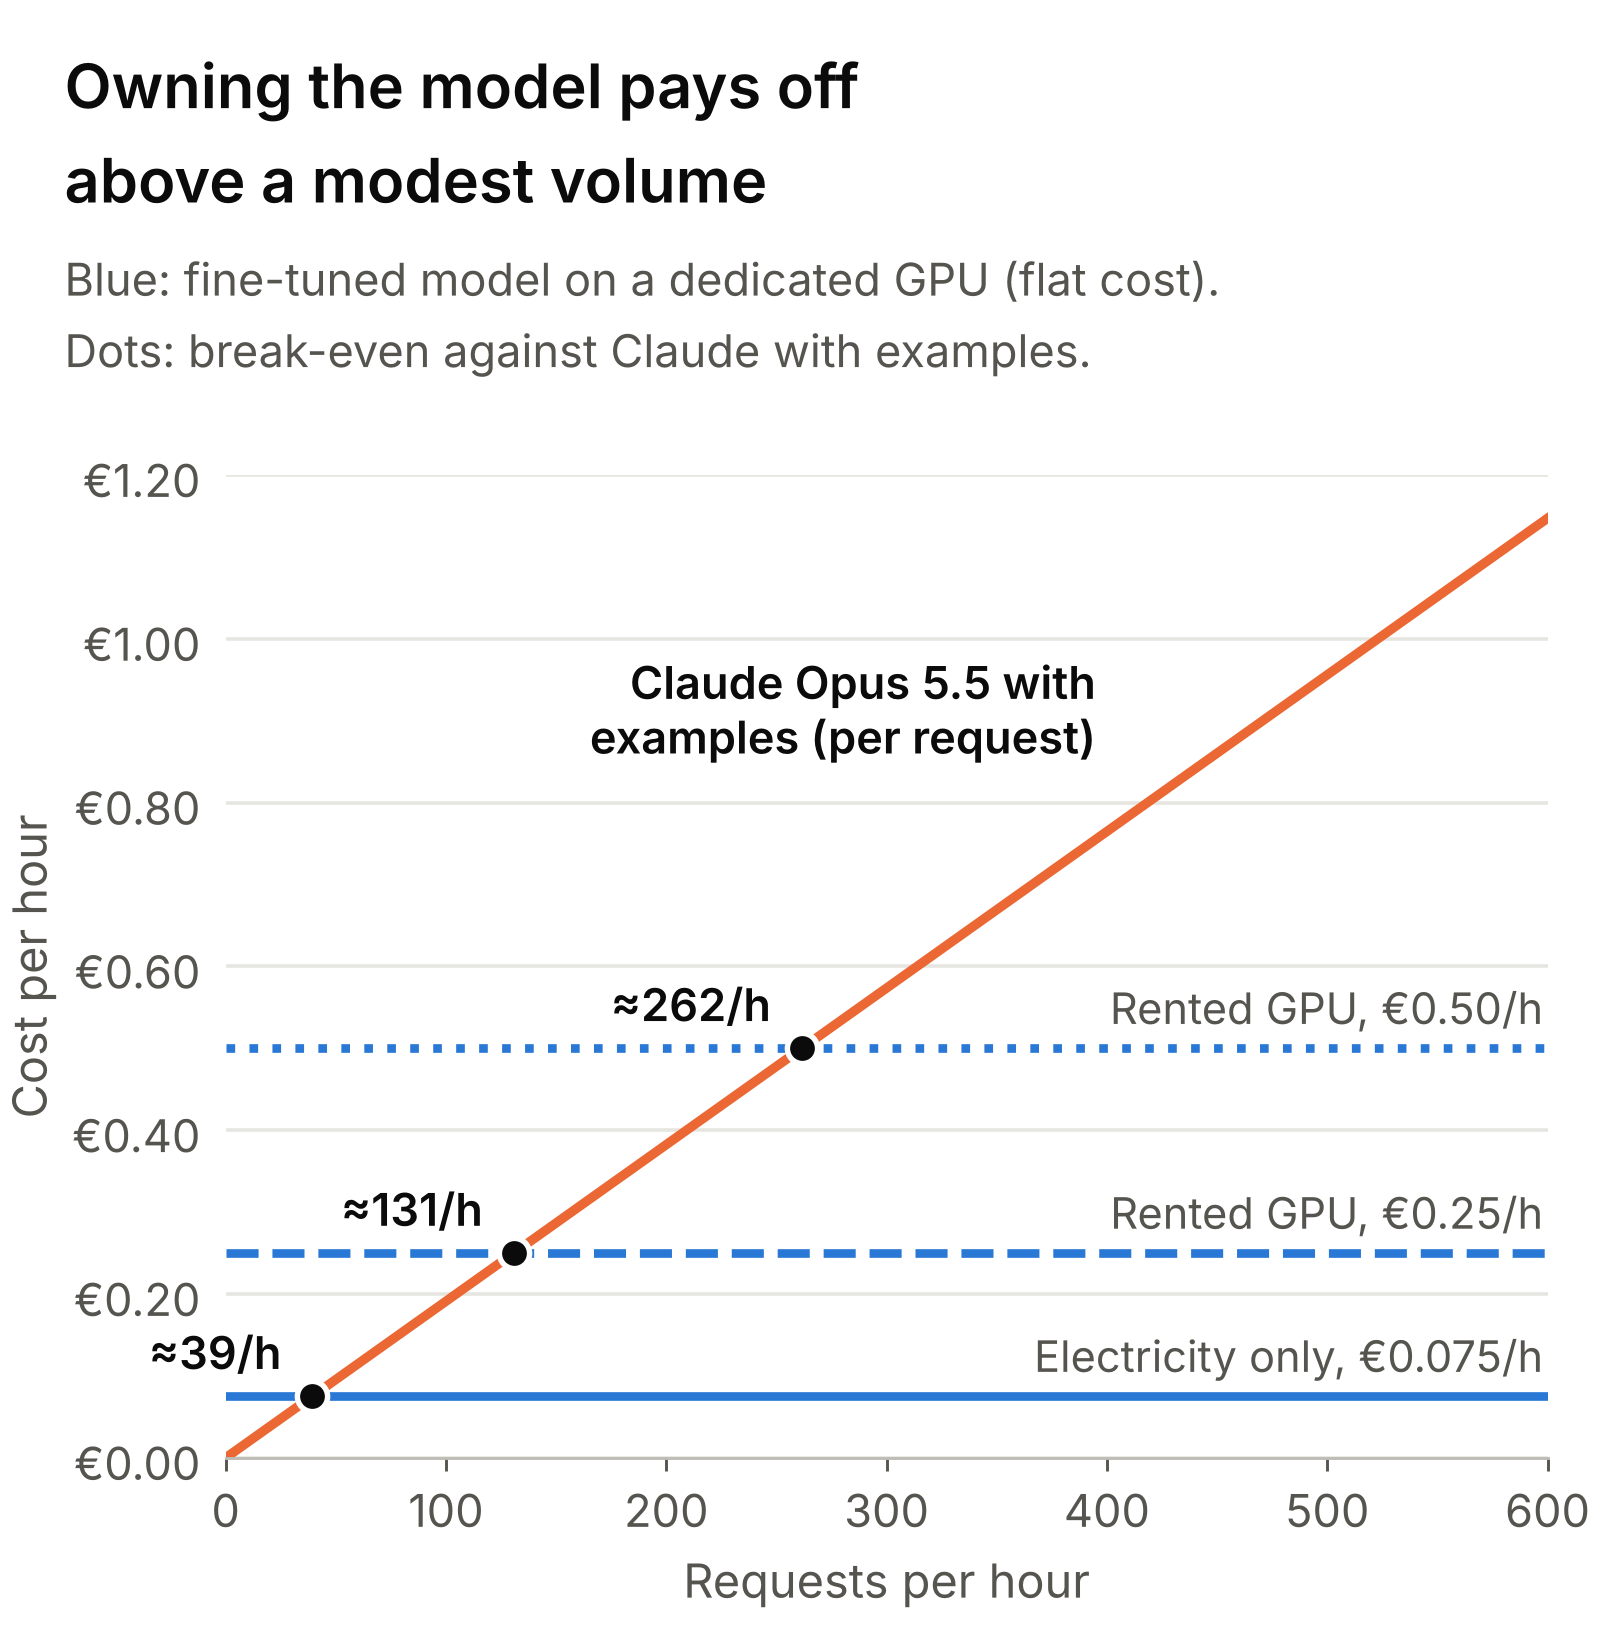 Owning the model pays off
above a modest volume
Blue: fine-tuned model on a dedicated GPU (flat cost).
Dots: break-even against Claude with examples.
€1.20
€1.00
Claude Opus 5.5 with
examples (per request)
€0.80
Cost per hour
€0.60
≈262/h
Rented GPU, €0.50/h
€0.40
≈131/h
Rented GPU, €0.25/h
€0.20
≈39/h
Electricity only, €0.075/h
€0.00
0 100 200 300 400 500 600
Requests per hour